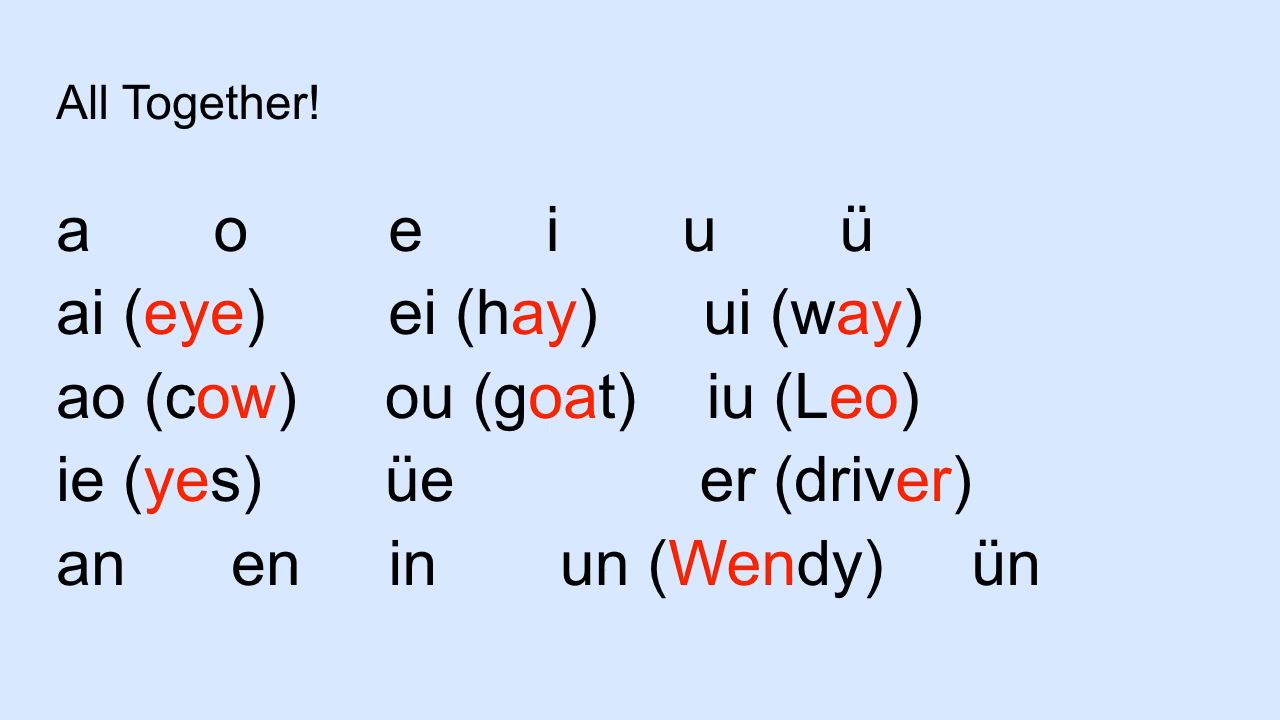 All Together!
a o e i u ü
ai (eye) ei (hay) ui (way)
ao (cow) ou (goat) iu (Leo)
ie (yes) üe er (driver)
an en in un (Wendy) ün